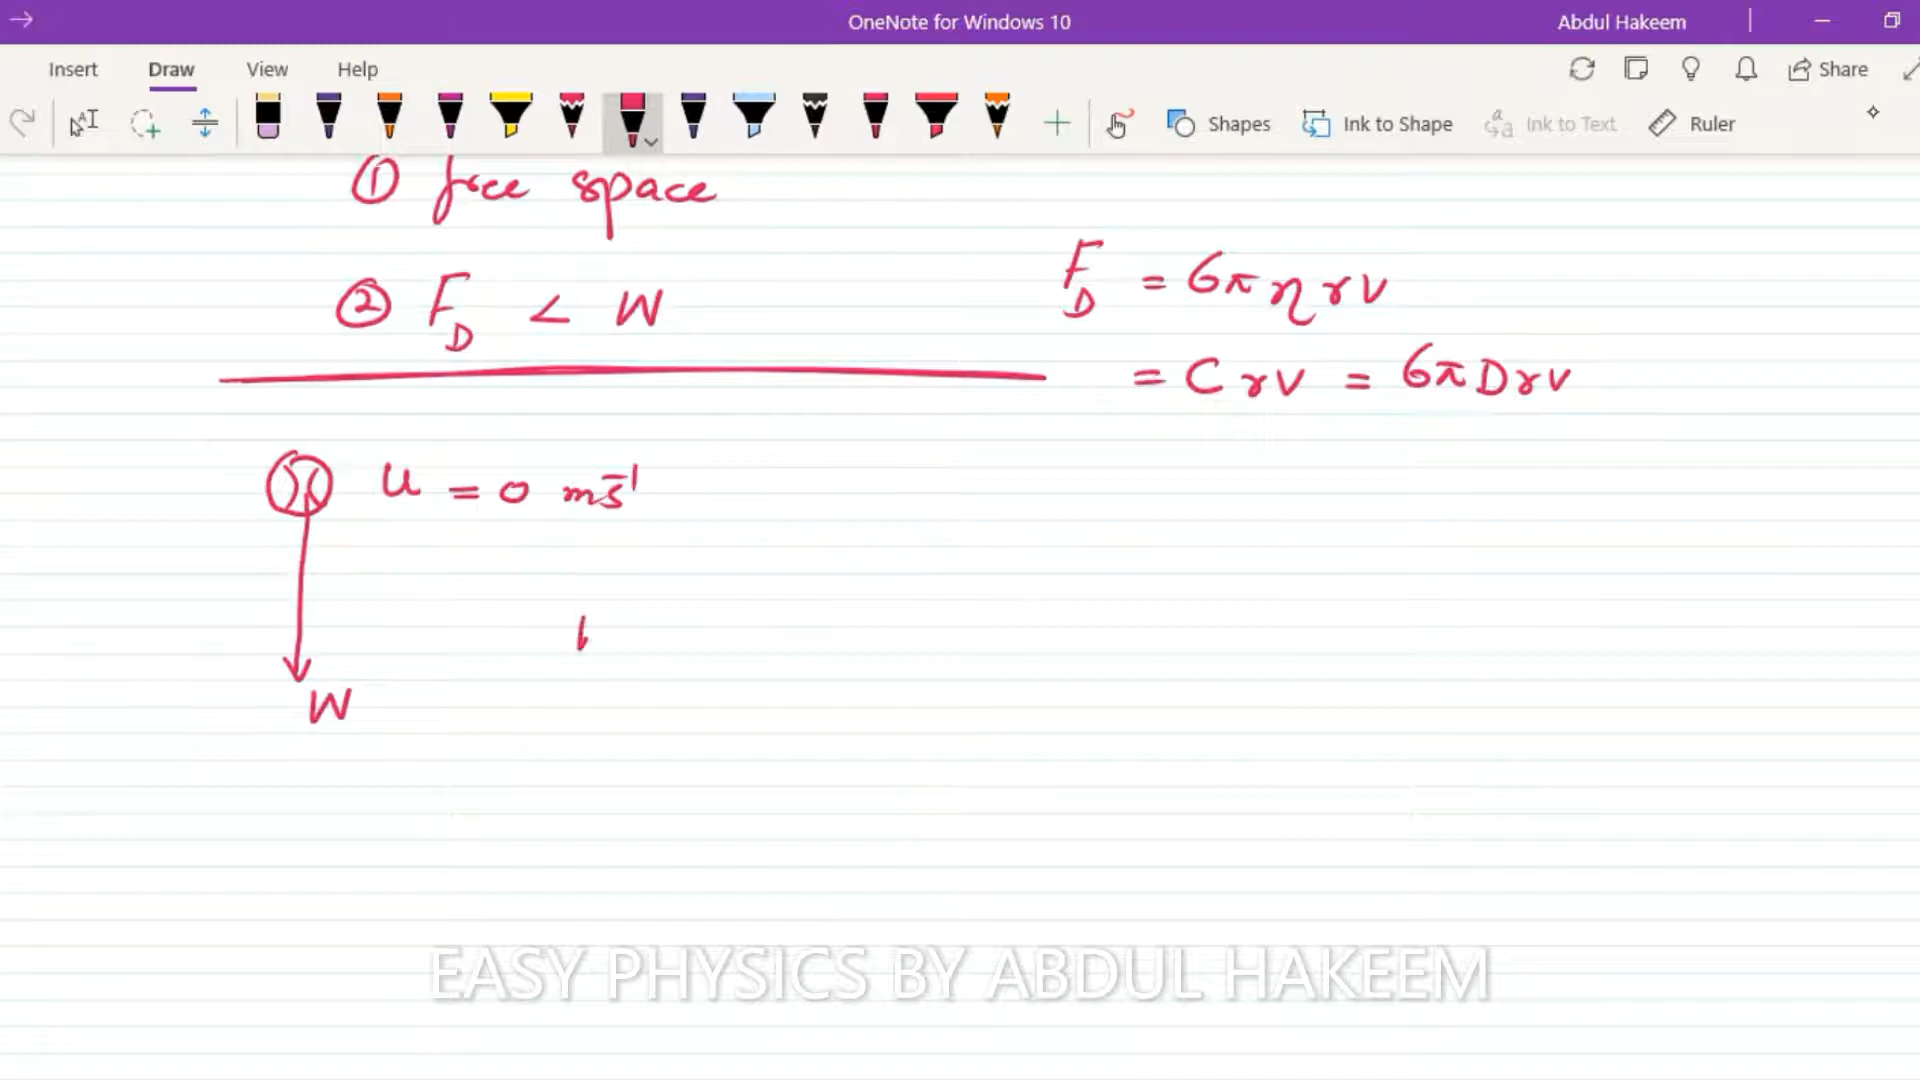 OneNote for Windows 10
Abdul Hakeem
Insert Draw View Help
Share
Shapes Ink to Shape Ink to Text Ruler
① free space
② F_D < W
F_D = 6πηrv
= Crv = 6πDrv
u = 0 ms⁻¹
W
EASY PHYSICS BY ABDUL HAKEEM